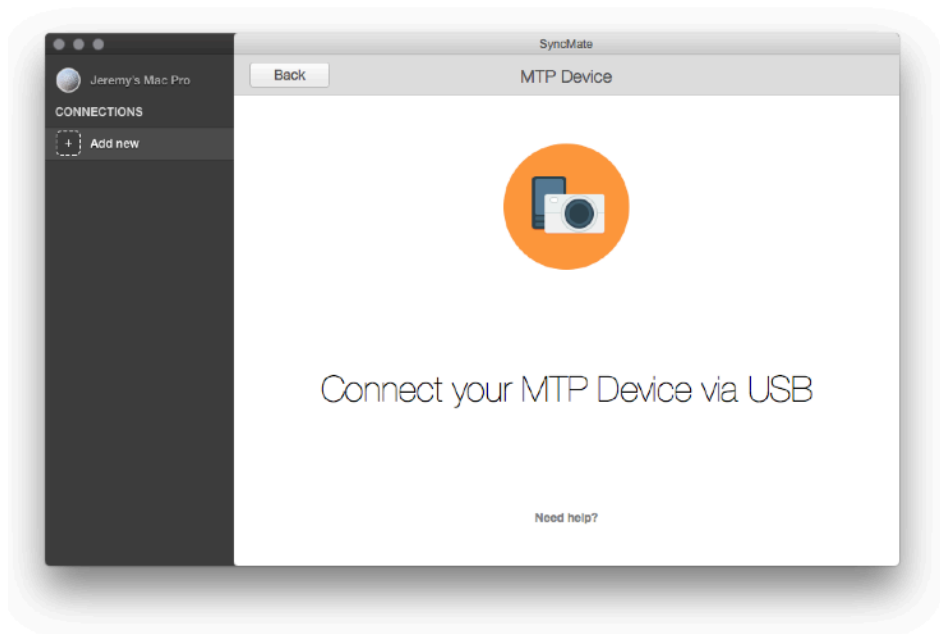 SyncMate
Jeremy's Mac Pro
Back
MTP Device
CONNECTIONS
+ Add new
Connect your MTP Device via USB
Need help?